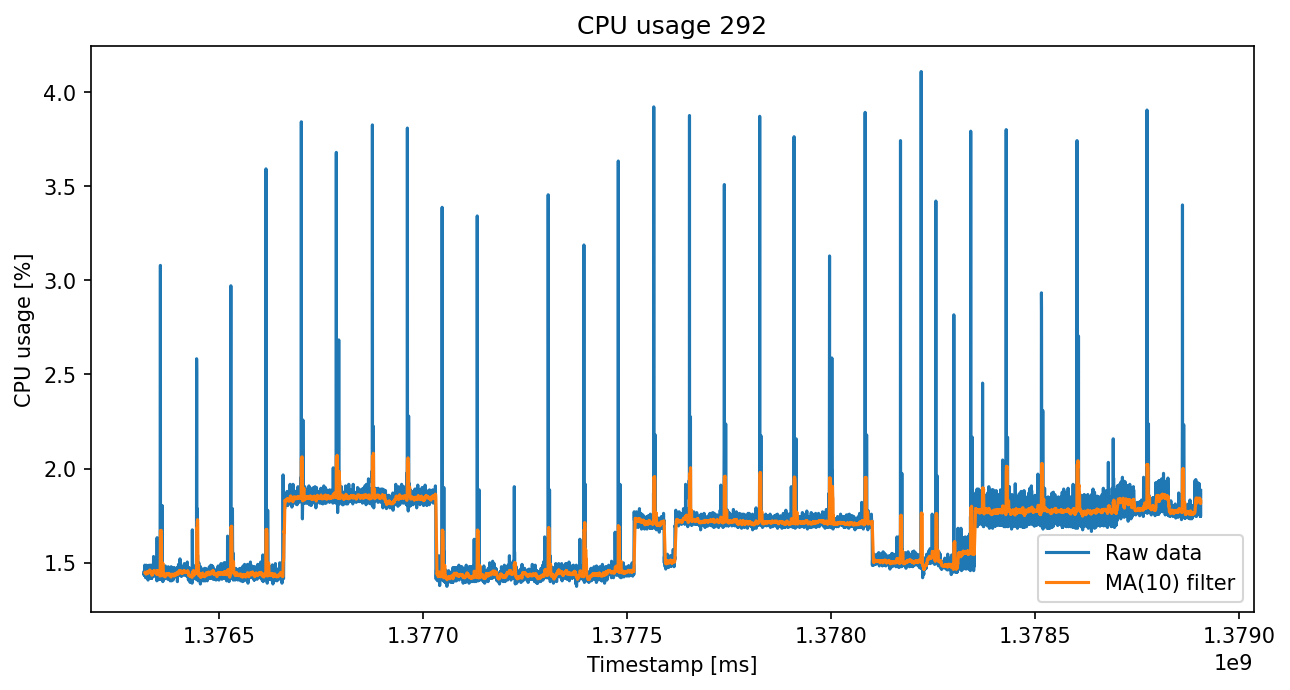 CPU usage 292
CPU usage [%]
4.0
3.5
3.0
2.5
2.0
1.5
Raw data
MA(10) filter
1.3765
1.3770
1.3775
1.3780
1.3785
1.3790
1e9
Timestamp [ms]